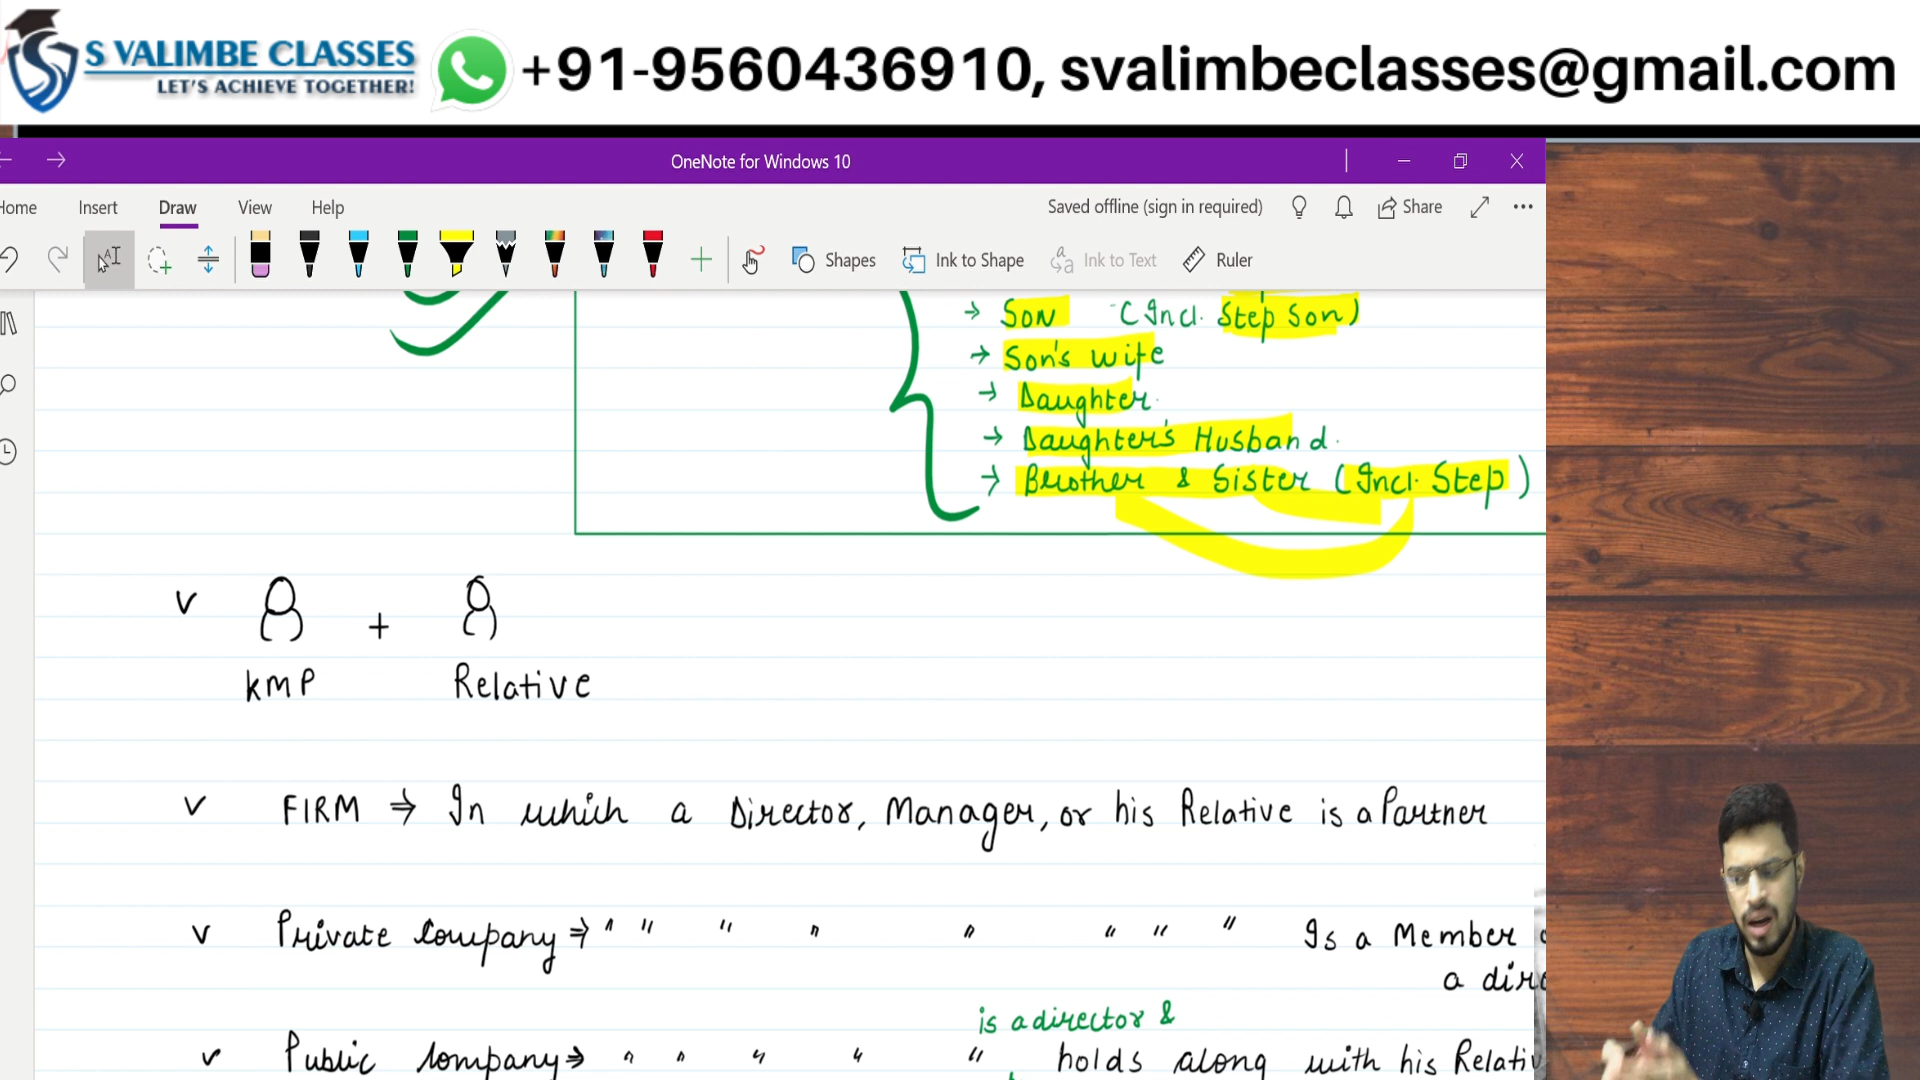 S VALIMBE CLASSES
LET'S ACHIEVE TOGETHER!
+91-9560436910, svalimbeclasses@gmail.com
OneNote for Windows 10
Home Insert Draw View Help
Saved offline (sign in required) Share
Shapes Ink to Shape Ink to Text Ruler
→ Son (Incl. Step Son)
→ Son's wife
→ Daughter.
→ Daughter's Husband.
→ Brother & Sister (Incl. Step)
+
KMP Relative
FIRM ⇒ In which a Director, Manager, or his Relative is a Partner
Private Company ⇒ " " " " " " " " Is a Member
a
is a director &
Public Company ⇒ " " " " " holds along with his